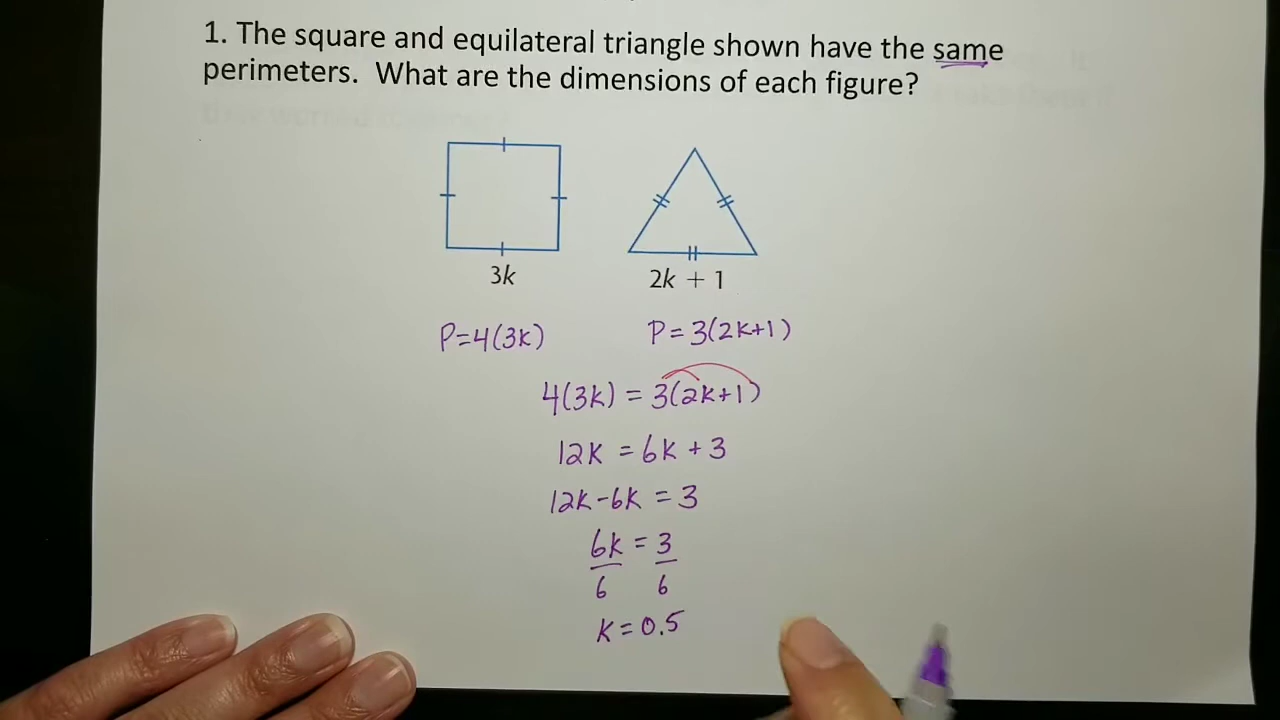 1. The square and equilateral triangle shown have the same
perimeters. What are the dimensions of each figure?
3k
2k + 1
P=4(3k)
P=3(2k+1)
4(3k) = 3(2k+1)
12k = 6k + 3
12k-6k = 3
6k = 3
6 6
k = 0.5